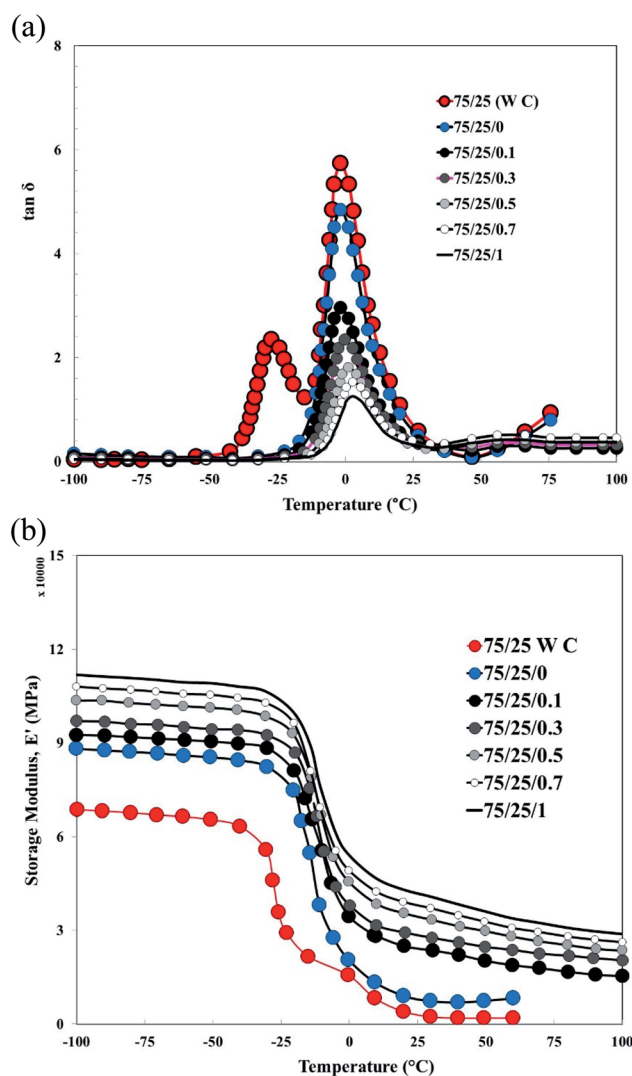 (a)
8
6
4
2
0
tan δ
75/25 (W C)
75/25/0
75/25/0.1
75/25/0.3
75/25/0.5
75/25/0.7
75/25/1
-100 -75 -50 -25 0 25 50 75 100
Temperature (°C)
(b)
x 10000
15
12
9
6
3
0
Storage Modulus, E' (MPa)
75/25 W C
75/25/0
75/25/0.1
75/25/0.3
75/25/0.5
75/25/0.7
75/25/1
-100 -75 -50 -25 0 25 50 75 100
Temperature (°C)